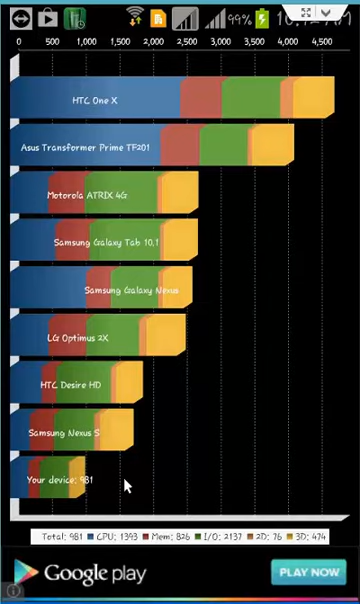 99%
0 500 1,000 1,500 2,000 2,500 3,000 3,500 4,000 4,500
HTC One X
Asus Transformer Prime TF201
Motorola ATRIX 4G
Samsung Galaxy Tab 10.1
Samsung Galaxy Nexus
LG Optimus 2X
HTC Desire HD
Samsung Nexus S
Your device: 981
Total: 981 CPU: 1393 Mem: 826 I/O: 2137 2D: 76 3D: 474
Google play
PLAY NOW